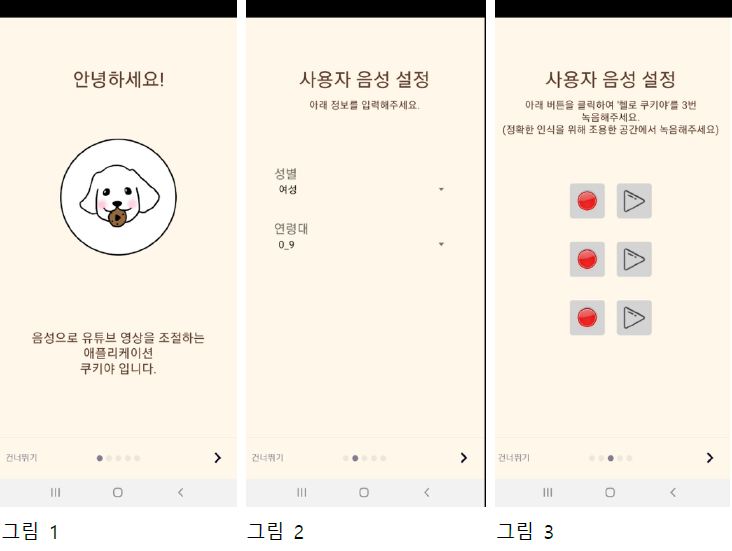 안녕하세요!
음성으로 유튜브 영상을 조절하는
애플리케이션
쿠키야 입니다.
건너뛰기
그림 1
사용자 음성 설정
아래 정보를 입력해주세요.
성별
여성
연령대
0_9
건너뛰기
그림 2
사용자 음성 설정
아래 버튼을 클릭하여 '헬로 쿠키야'를 3번
녹음해주세요.
(정확한 인식을 위해 조용한 공간에서 녹음해주세요)
건너뛰기
그림 3